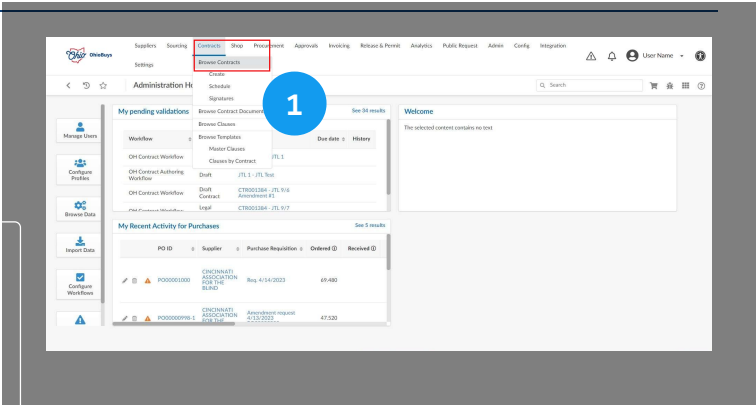 Ohio OhioBuys
Suppliers Sourcing Contracts Shop Procurement Approvals Invoicing Release & Permit Analytics Public Request Admin Config Integration
Settings
User Name
Browse Contracts
Create
Schedule
Signatures
Browse Contract Document
Browse Clauses
Browse Templates
Master Clauses
Clauses by Contract
1
Administration Ho
Search
Manage Users
Configure
Profiles
Browse Data
Import Data
Configure
Workflows
My pending validations
See 34 results
Workflow Due date History
OH Contract Workflow JTL 1
OH Contract Authoring
Workflow
Draft JTL 1 - JTL Test
OH Contract Workflow
Draft
Contract
CTR001384 - JTL 9/6
Amendment #1
OH Contract Workflow Legal CTR001384 - JTL 9/7
My Recent Activity for Purchases
See 5 results
PO ID Supplier Purchase Requisition Ordered Received
PO00001000
CINCINNATI
ASSOCIATION
FOR THE
BLIND
Req. 4/14/2023 69.480
PO00000998-1
CINCINNATI
ASSOCIATION
FOR THE
Amendment request
4/13/2023
47.520
Welcome
The selected content contains no text